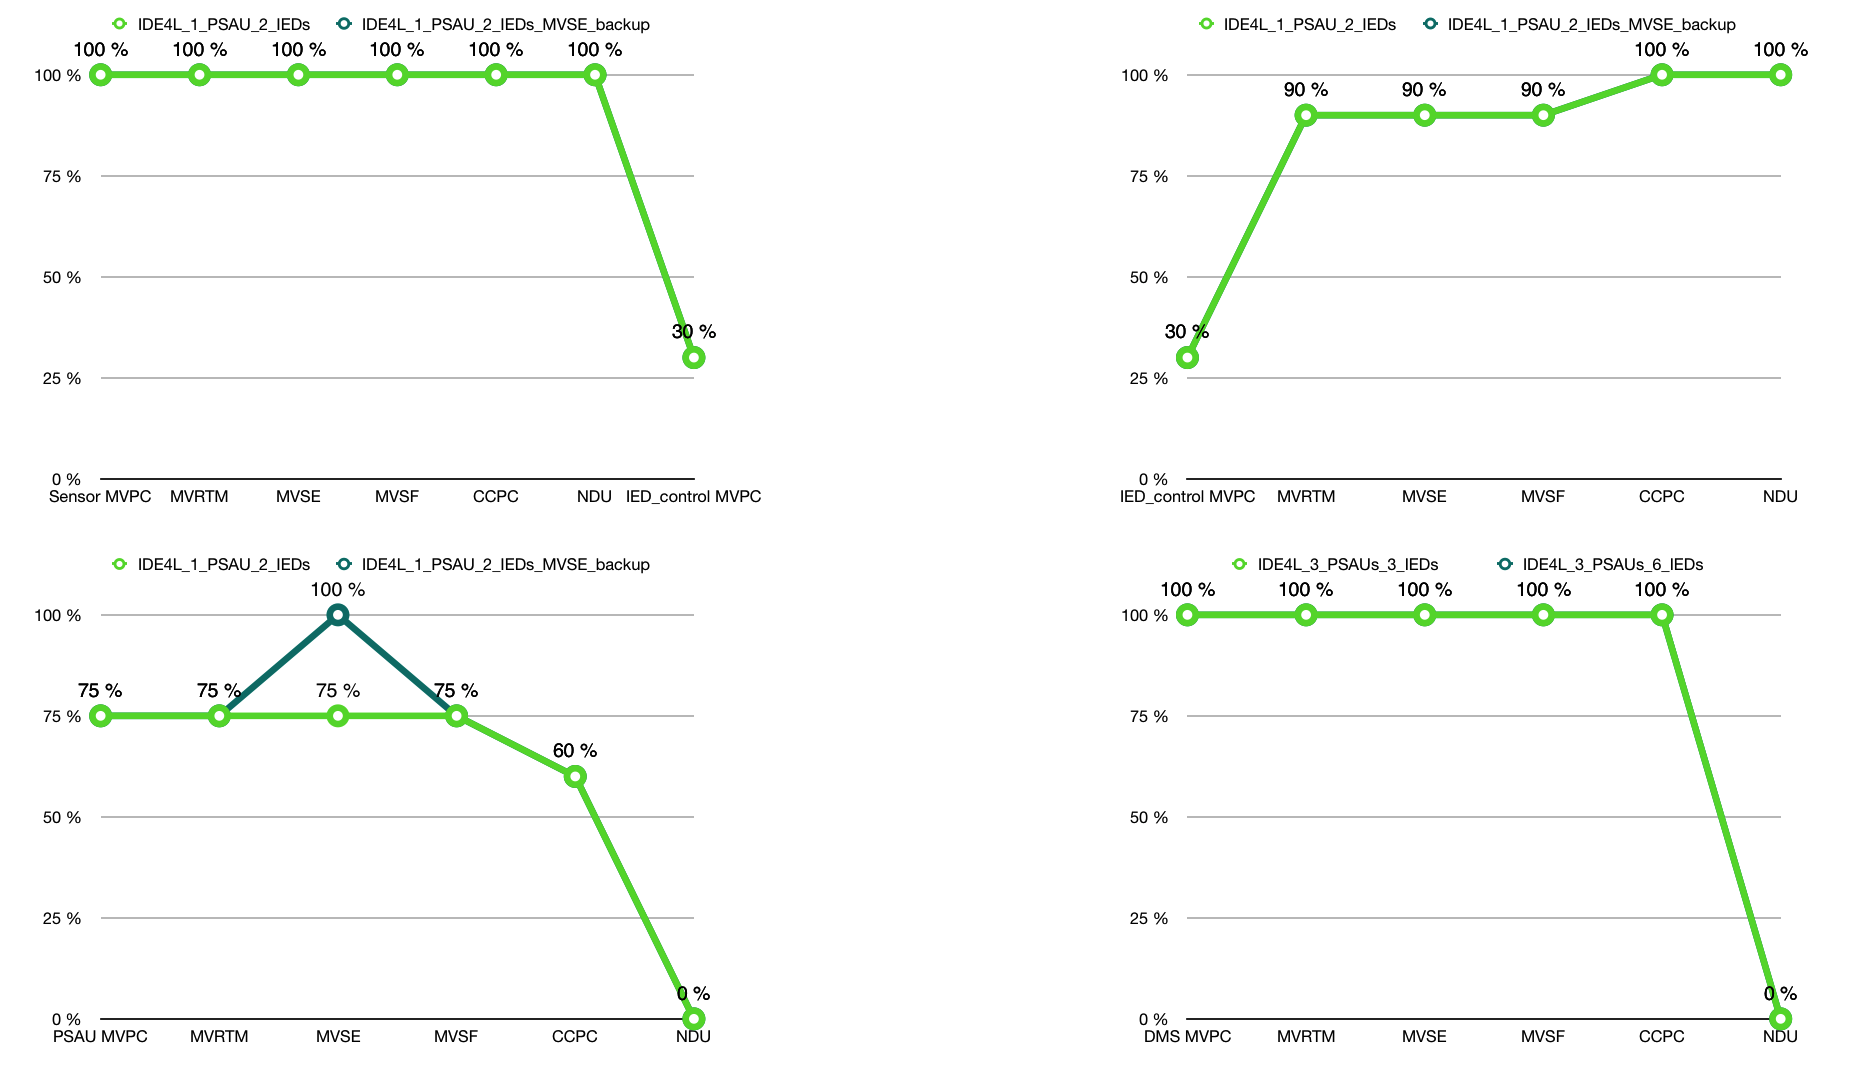 IDE4L_1_PSAU_2_IEDs IDE4L_1_PSAU_2_IEDs_MVSE_backup
100 % 100 % 100 % 100 % 100 % 100 %
100 %
75 %
50 %
30 %
25 %
0 %
Sensor MVPC MVRTM MVSE MVSF CCPC NDU IED_control MVPC
IDE4L_1_PSAU_2_IEDs IDE4L_1_PSAU_2_IEDs_MVSE_backup
100 % 100 %
100 %
90 % 90 % 90 %
75 %
50 %
30 %
25 %
0 %
IED_control MVPC MVRTM MVSE MVSF CCPC NDU
IDE4L_1_PSAU_2_IEDs IDE4L_1_PSAU_2_IEDs_MVSE_backup
100 %
100 %
75 % 75 % 75 % 75 %
75 %
60 %
50 %
25 %
0 %
0 %
PSAU MVPC MVRTM MVSE MVSF CCPC NDU
IDE4L_3_PSAUs_3_IEDs IDE4L_3_PSAUs_6_IEDs
100 % 100 % 100 % 100 % 100 %
100 %
75 %
50 %
25 %
0 %
0 %
DMS MVPC MVRTM MVSE MVSF CCPC NDU